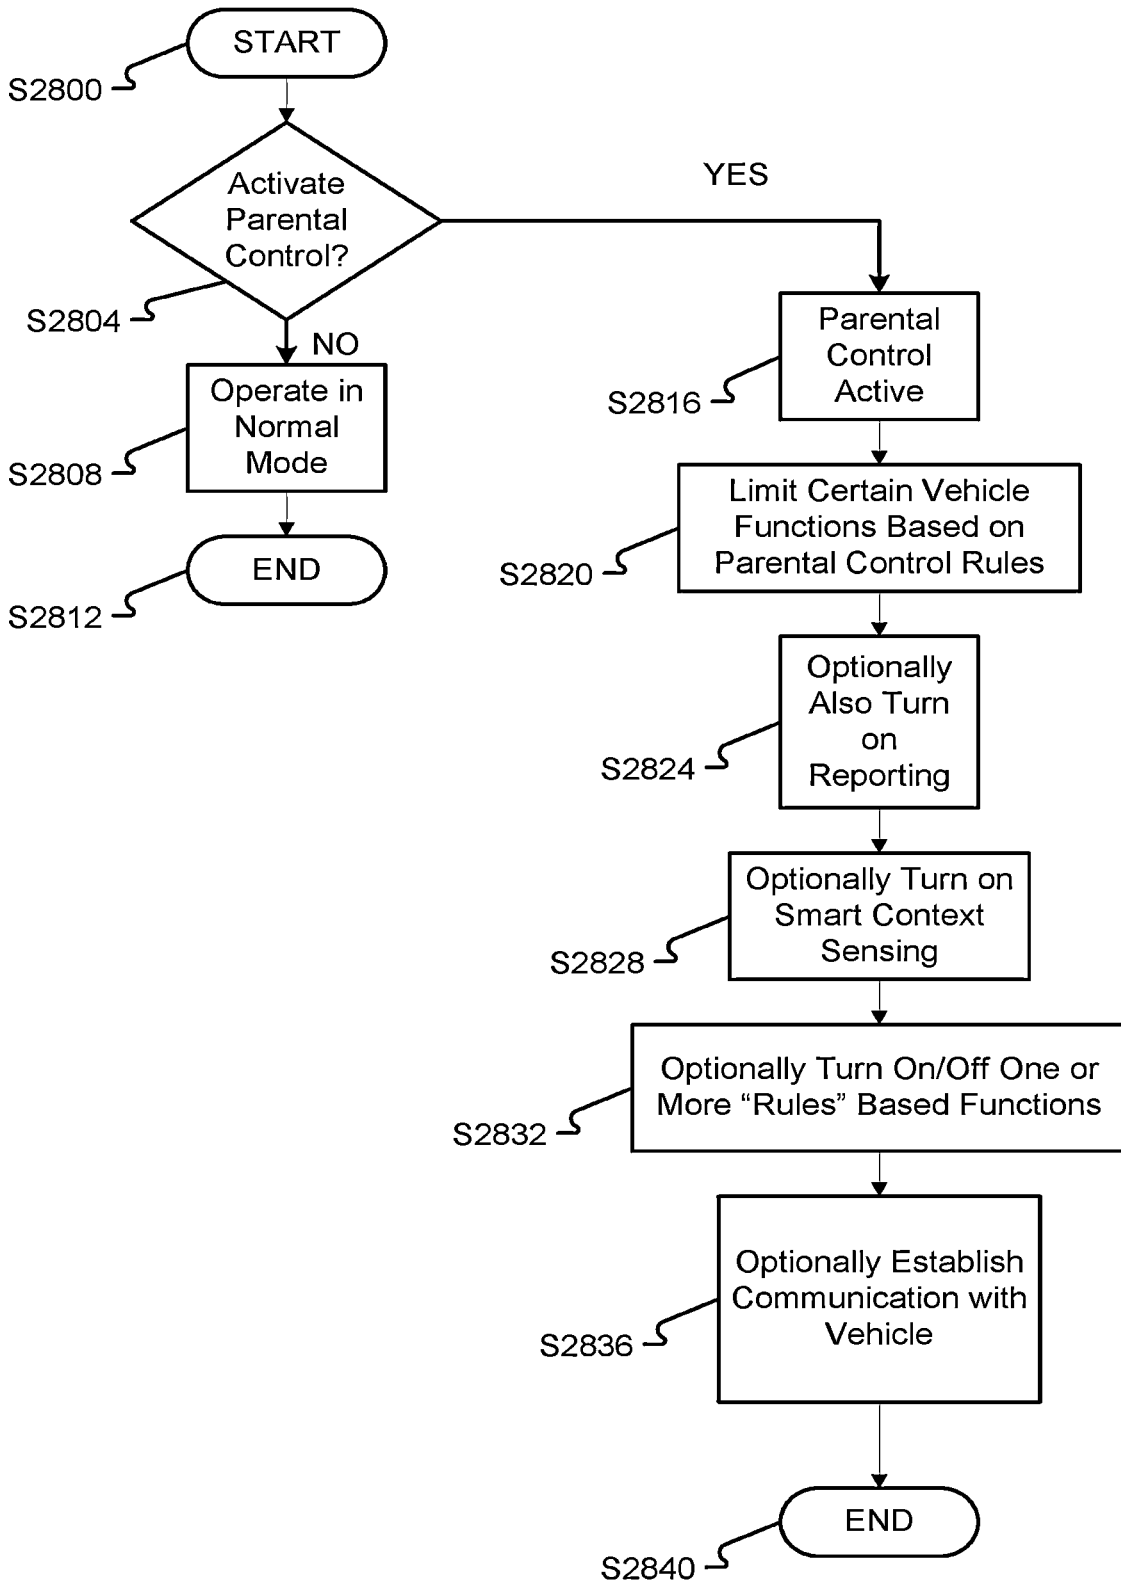 START
S2800
Activate
Parental
Control?
S2804
YES
NO
Operate in
Normal
Mode
S2808
END
S2812
Parental
Control
Active
S2816
Limit Certain Vehicle
Functions Based on
Parental Control Rules
S2820
Optionally
Also Turn
on
Reporting
S2824
Optionally Turn on
Smart Context
Sensing
S2828
Optionally Turn On/Off One or
More “Rules” Based Functions
S2832
Optionally Establish
Communication with
Vehicle
S2836
END
S2840